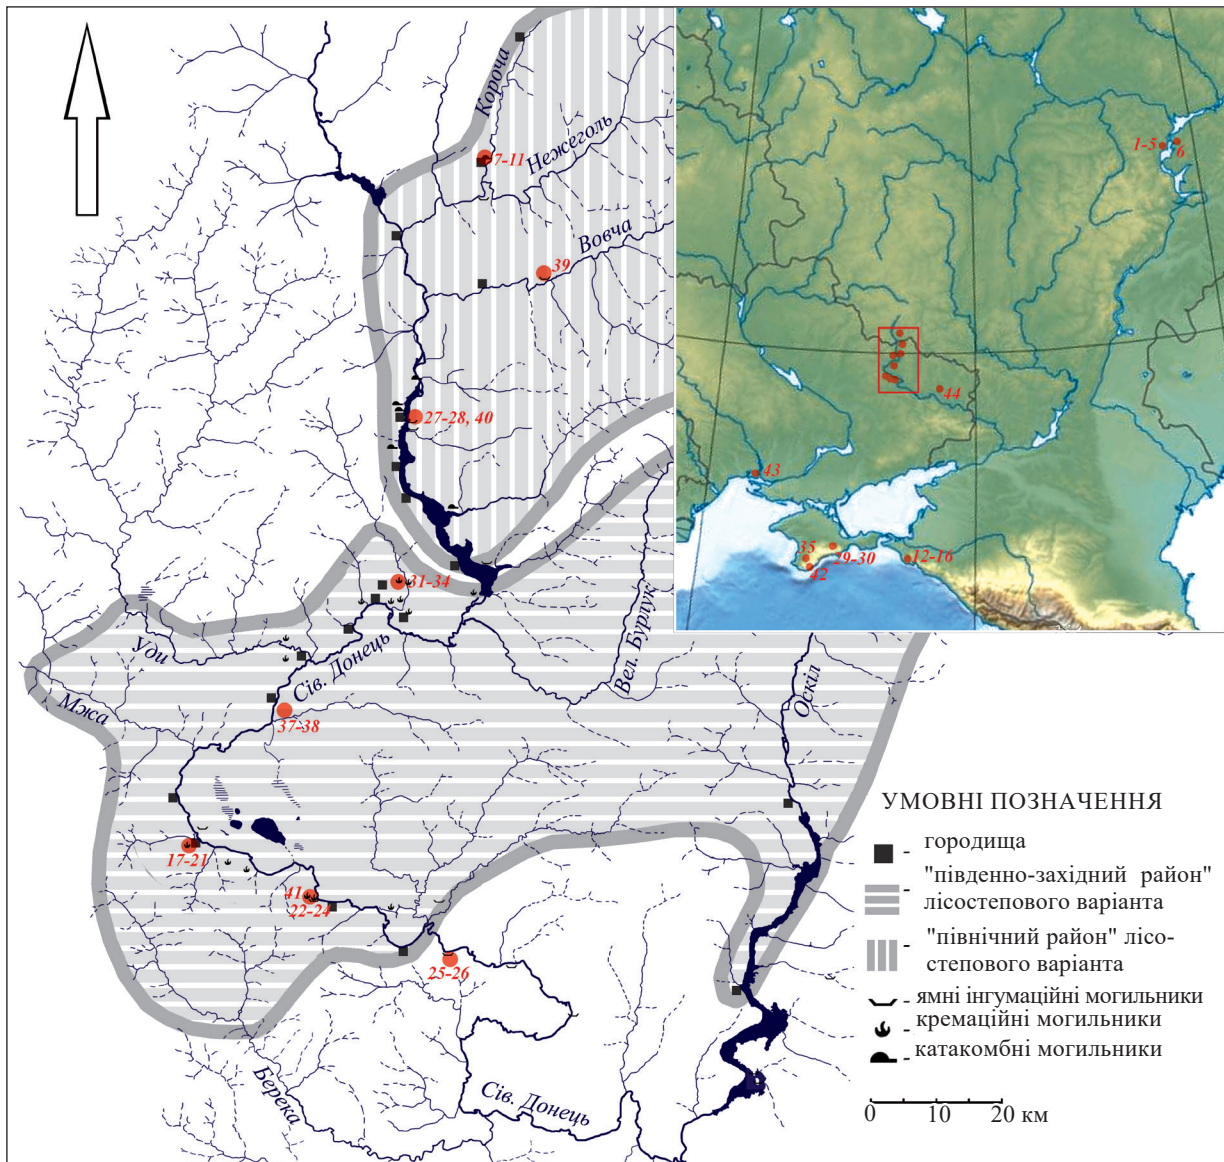 Короча
Нежеголь
7-11
Вовча
39
27-28, 40
31-34
Уди
Сів. Донець
Вел. Бурлук
Оскіл
Мжа
37-38
17-21
41
22-24
25-26
Берека
Сів. Донець
1-5
6
44
43
35
29-30
12-16
42
УМОВНІ ПОЗНАЧЕННЯ
- городища
- "південно-західний район"
лісостепового варіанта
- "північний район" лісо-
степового варіанта
- ямні інгумаційні могильники
- кремаційні могильники
- катакомбні могильники
0 10 20 км